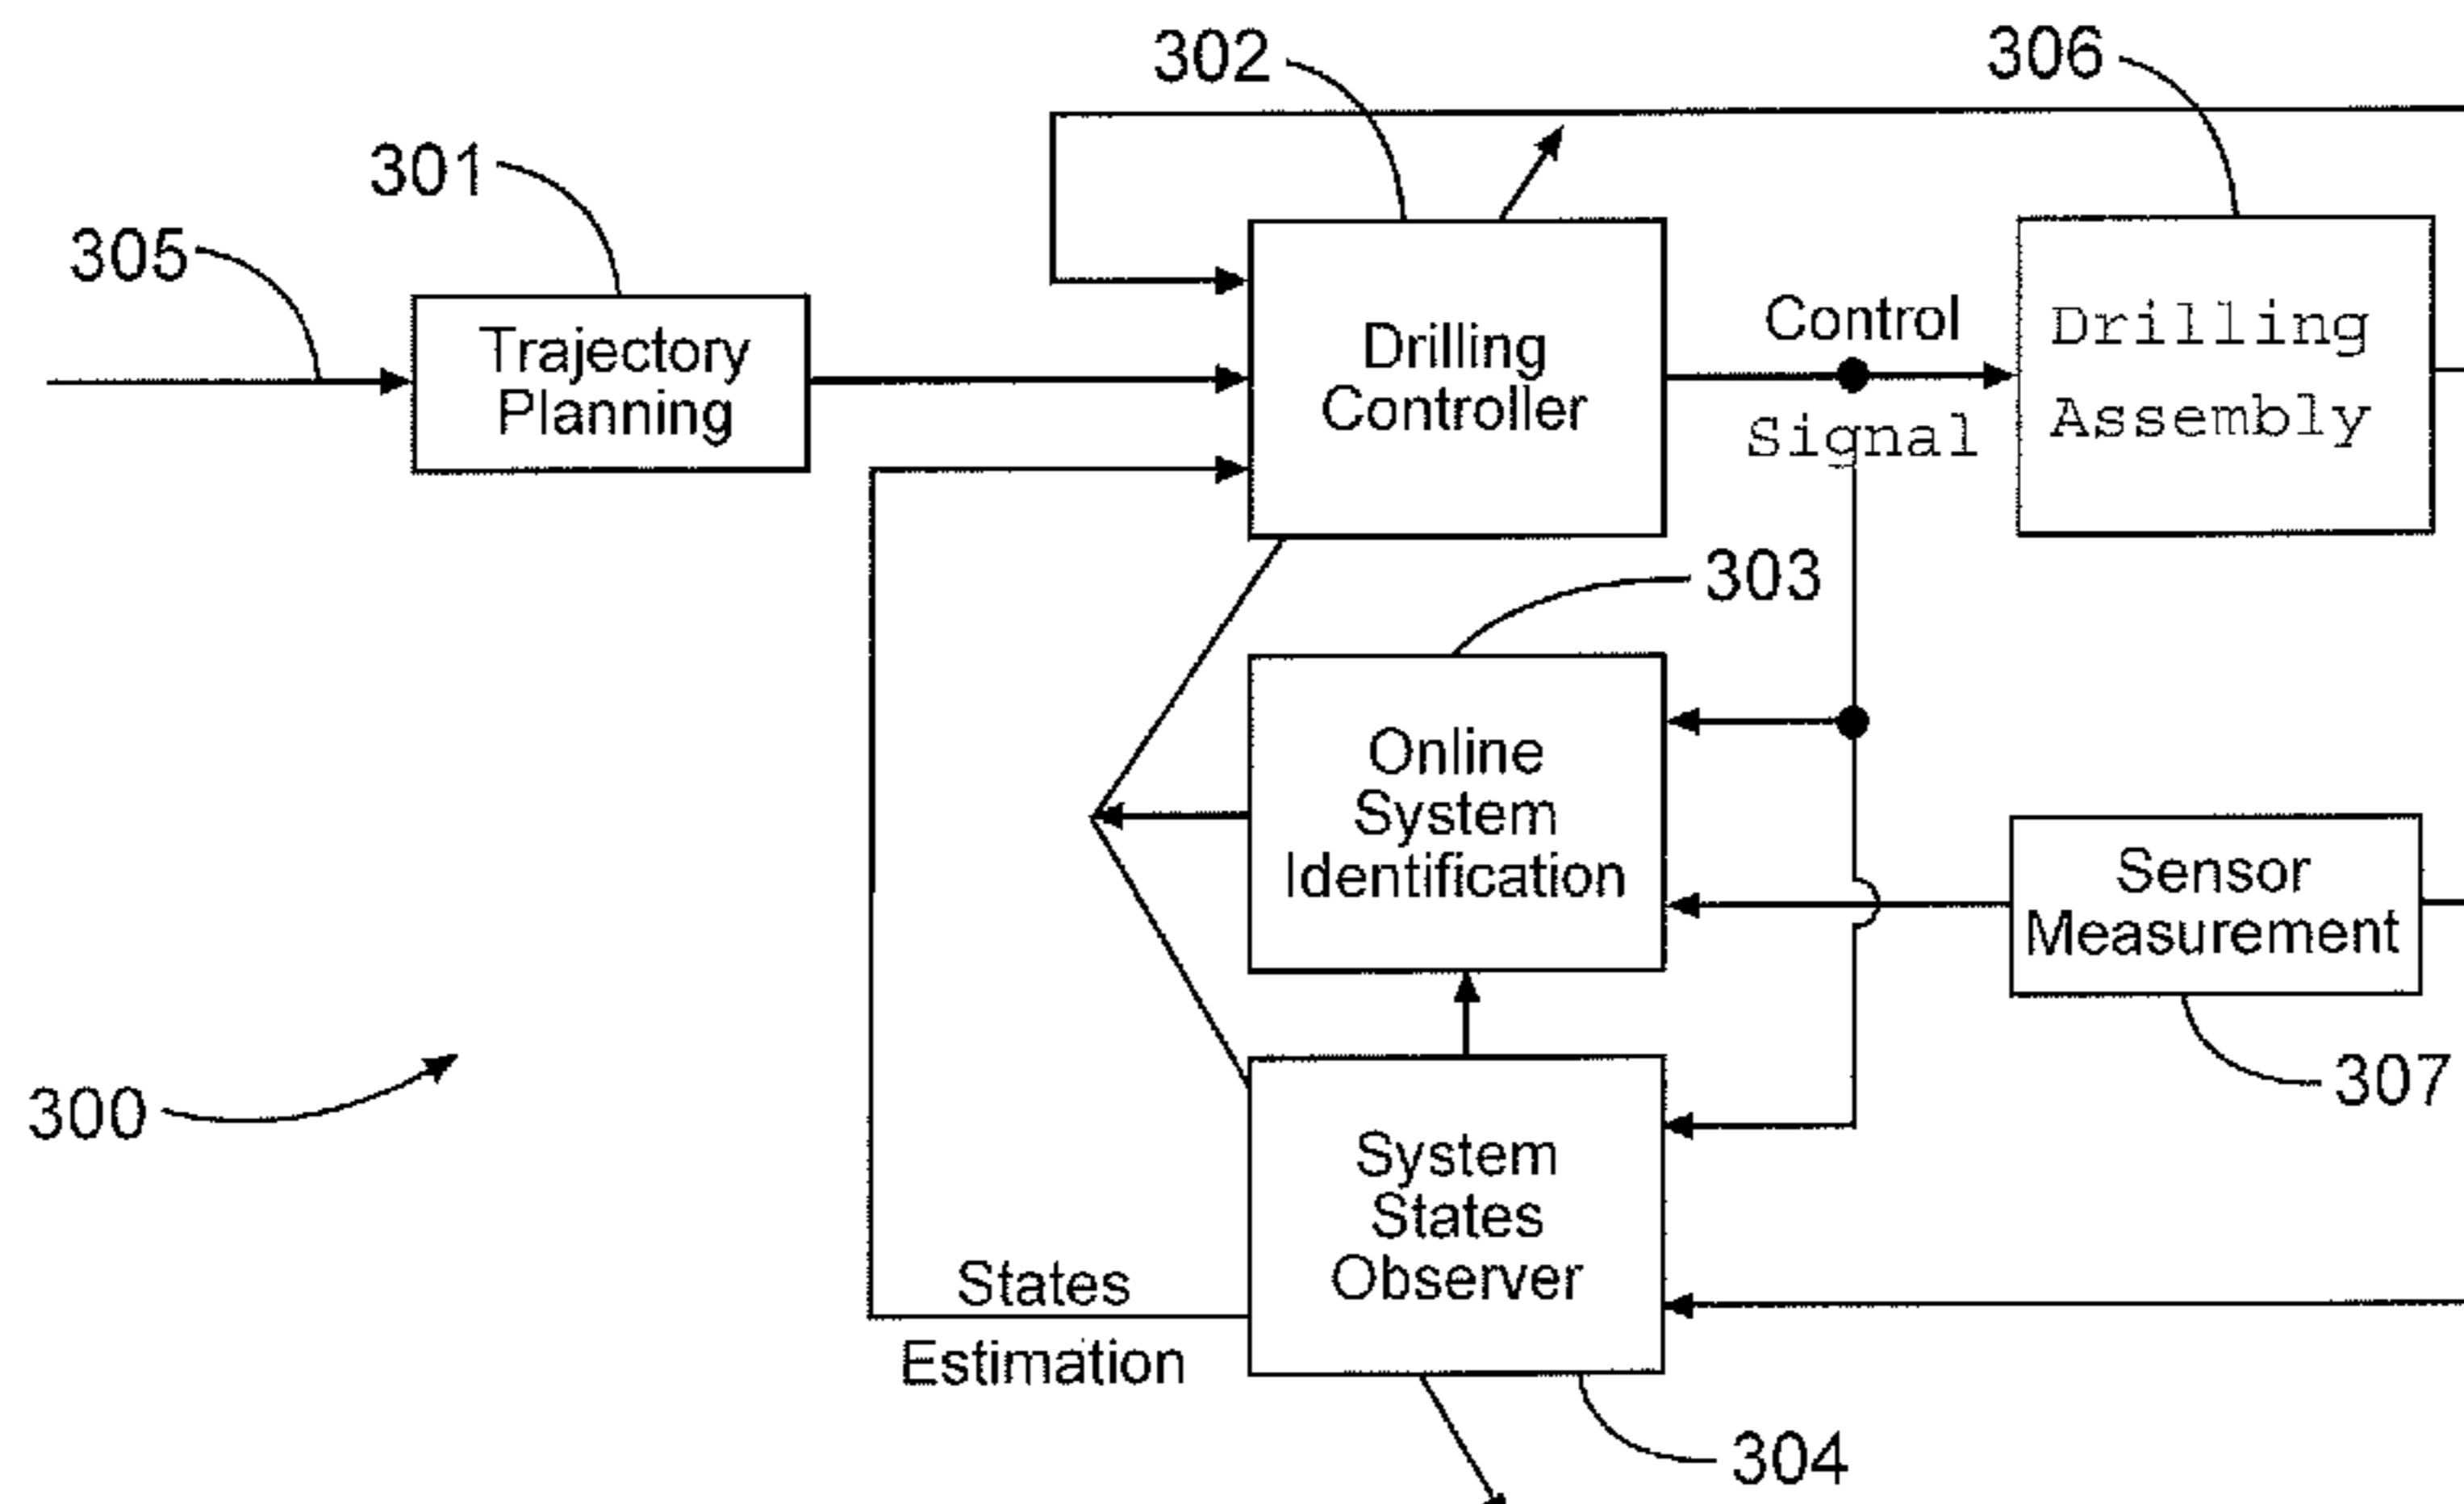 302
306
301
305
Trajectory
Planning
Drilling
Controller
Control
Signal
Drilling
Assembly
303
Online
System
Identification
Sensor
Measurement
307
300
System
States
Observer
States
Estimation
304